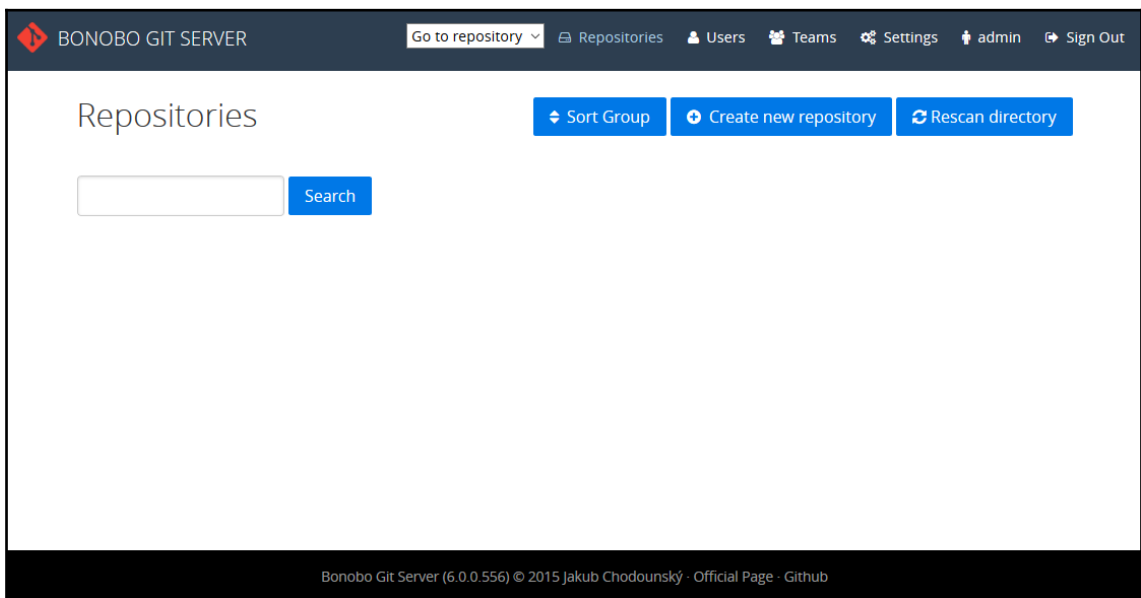 BONOBO GIT SERVER Go to repository Repositories Users Teams Settings admin Sign Out
Repositories Sort Group Create new repository Rescan directory
Search
Bonobo Git Server (6.0.0.556) © 2015 Jakub Chodounský · Official Page · Github